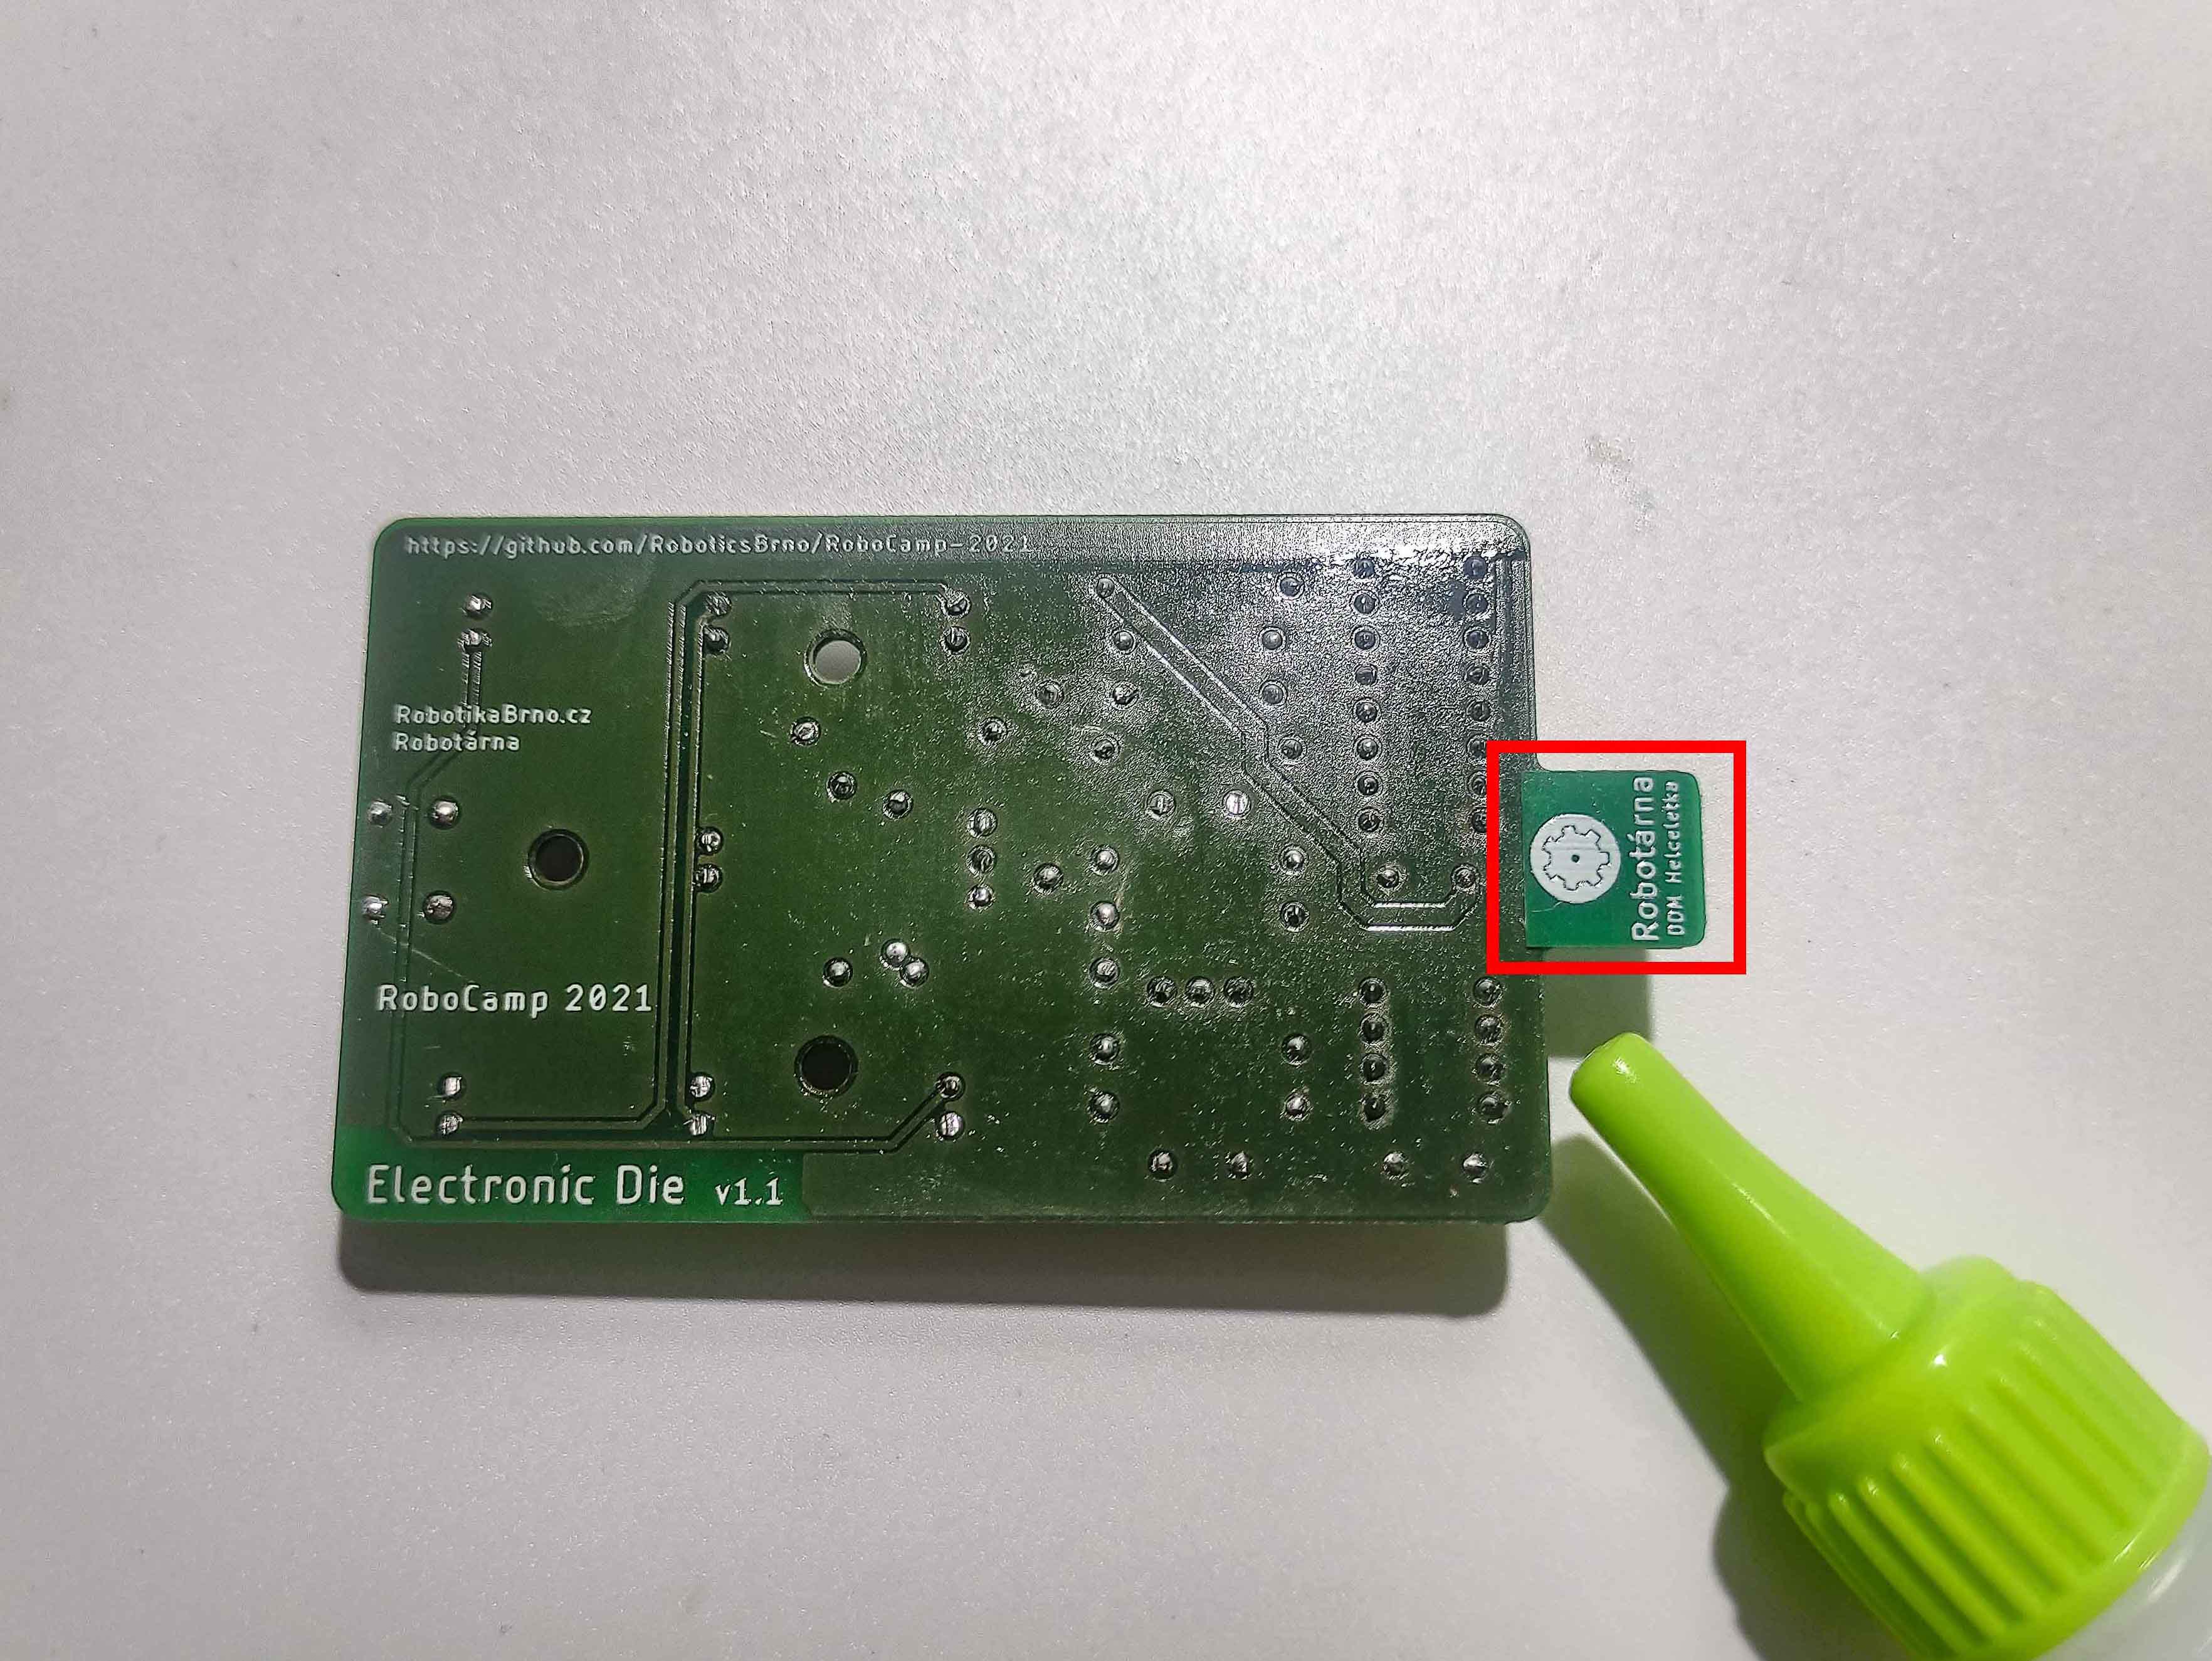 https://github.com/RoboticsBrno/RoboCamp-2021
RobotikaBrno.cz
Robotárna
RoboCamp 2021
Electronic Die v1.1
Robotárna
DDM Helceletka